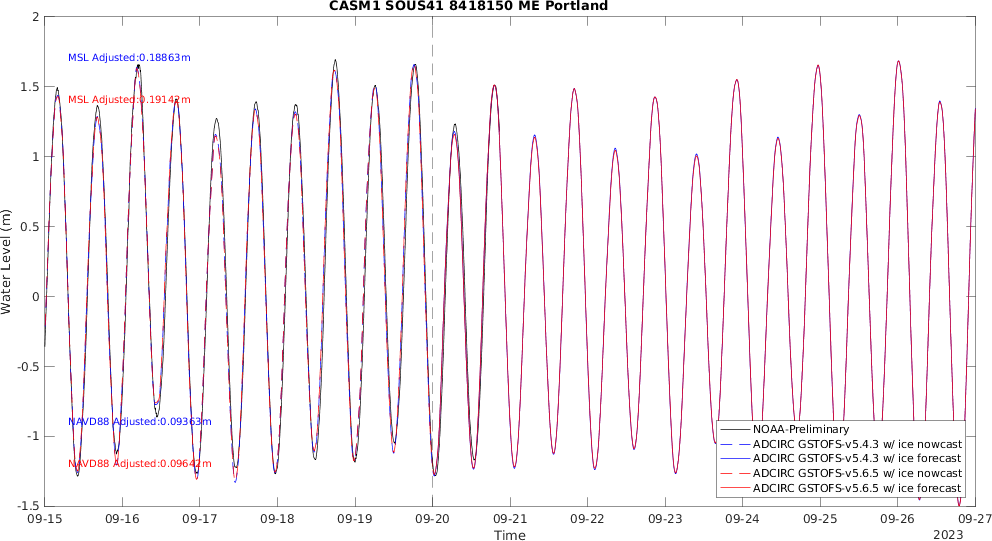 CASM1 SOUS41 8418150 ME Portland
2
1.5
1
0.5
0
-0.5
-1
-1.5
Water Level (m)
MSL Adjusted:0.18863m
MSL Adjusted:0.19142m
NAVD88 Adjusted:0.09363m
NAVD88 Adjusted:0.09642m
NOAA-Preliminary
ADCIRC GSTOFS-v5.4.3 w/ ice nowcast
ADCIRC GSTOFS-v5.4.3 w/ ice forecast
ADCIRC GSTOFS-v5.6.5 w/ ice nowcast
ADCIRC GSTOFS-v5.6.5 w/ ice forecast
09-15 09-16 09-17 09-18 09-19 09-20 09-21 09-22 09-23 09-24 09-25 09-26 09-27
Time
2023